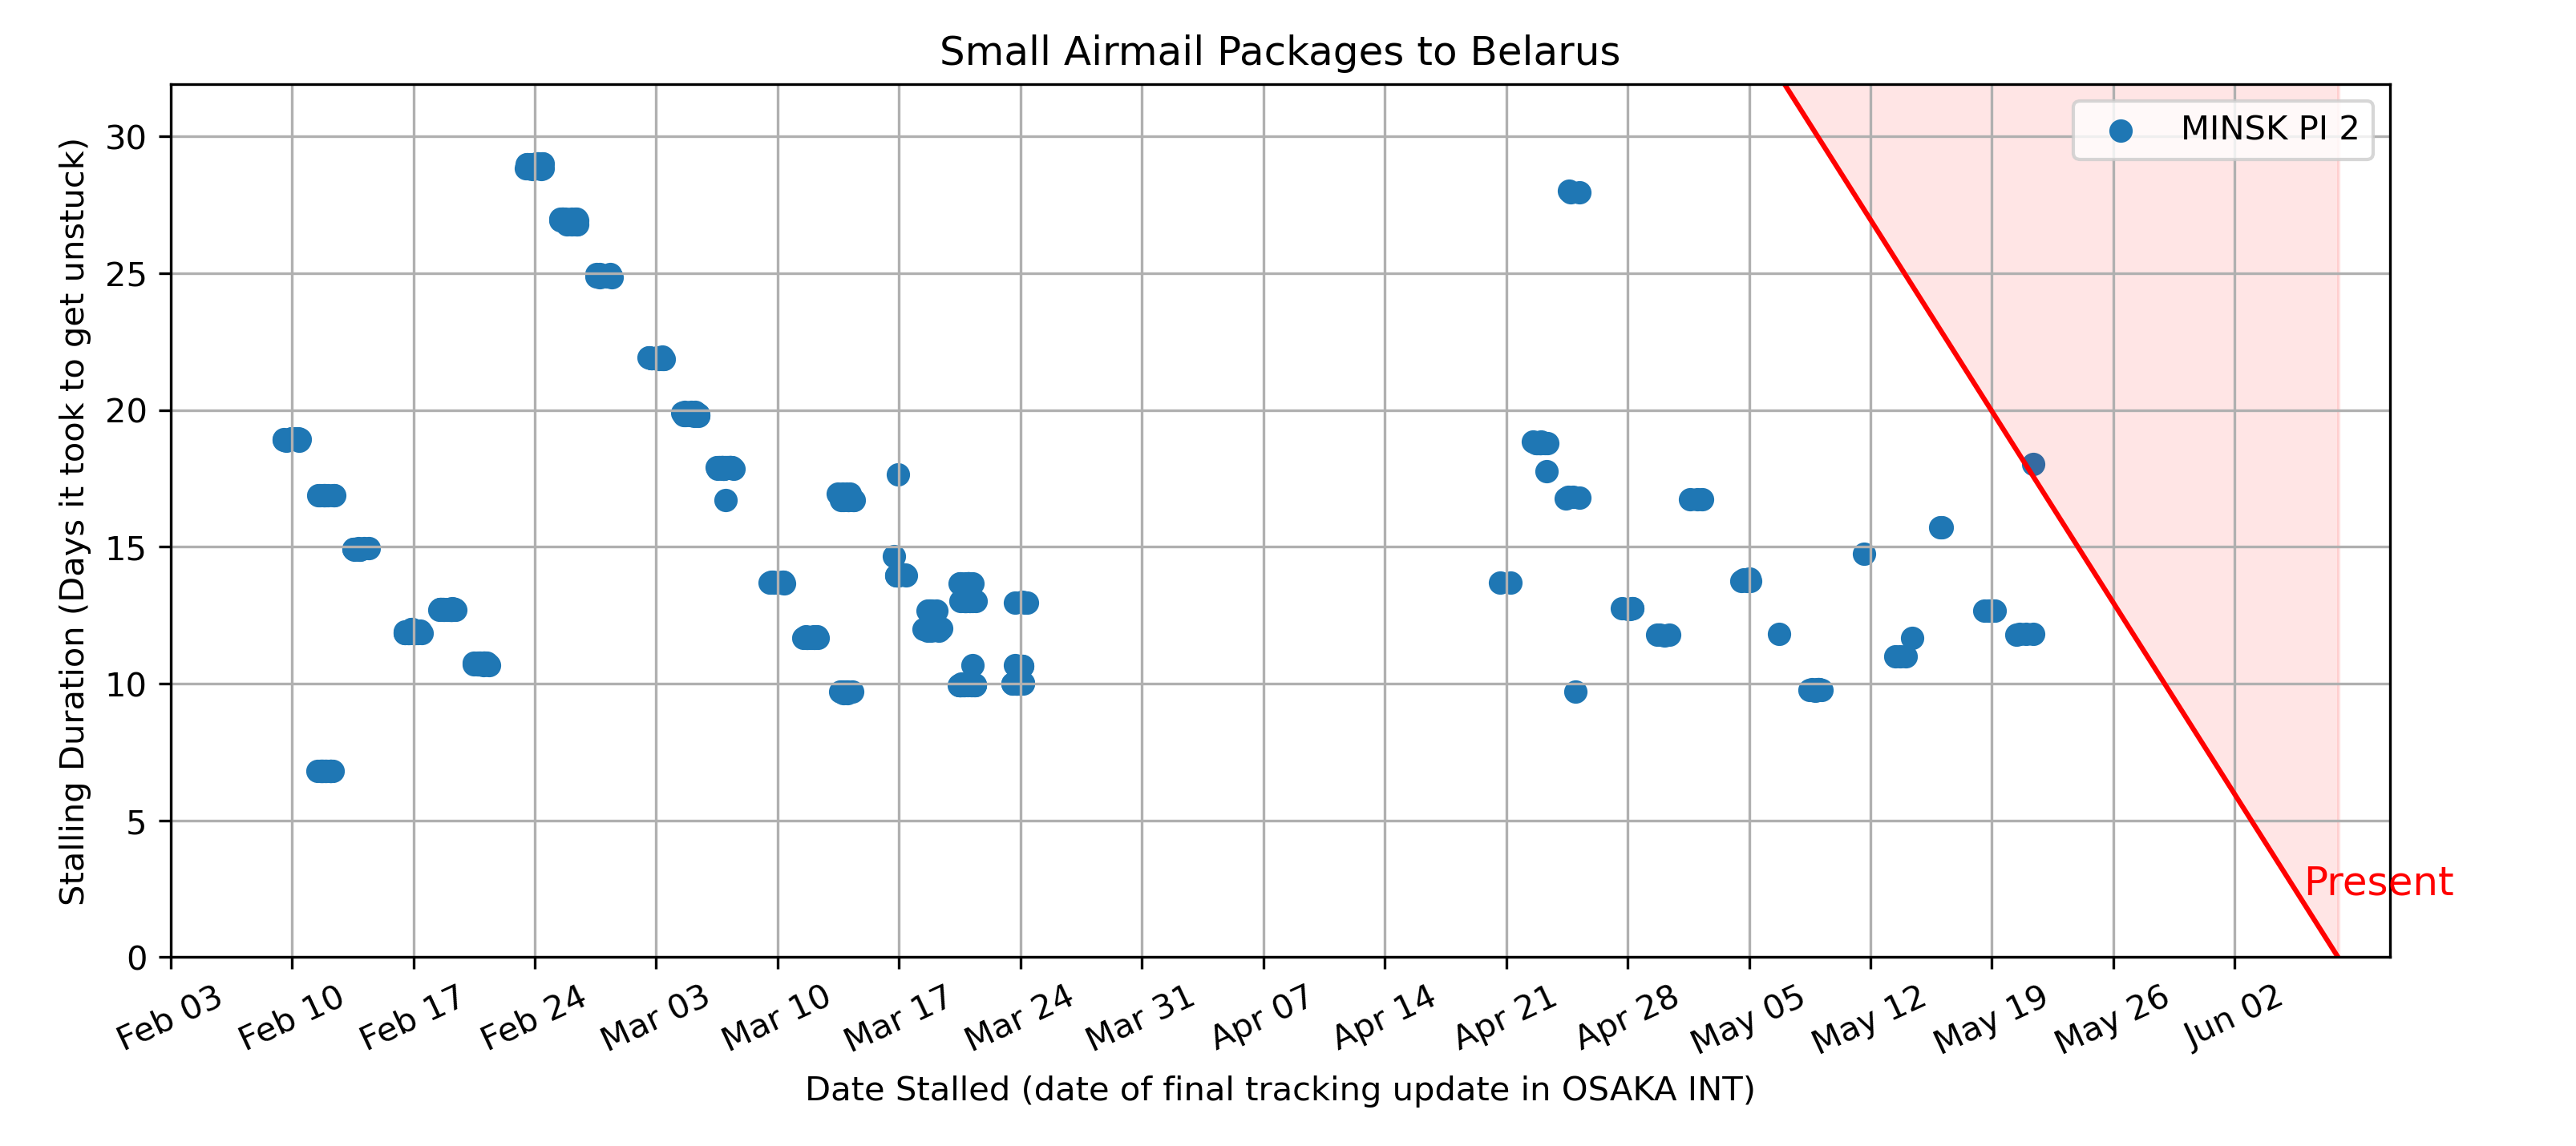 Small Airmail Packages to Belarus
MINSK PI 2
30
25
20
15
10
5
0
Stalling Duration (Days it took to get unstuck)
Present
Feb 03
Feb 10
Feb 17
Feb 24
Mar 03
Mar 10
Mar 17
Mar 24
Mar 31
Apr 07
Apr 14
Apr 21
Apr 28
May 05
May 12
May 19
May 26
Jun 02
Date Stalled (date of final tracking update in OSAKA INT)